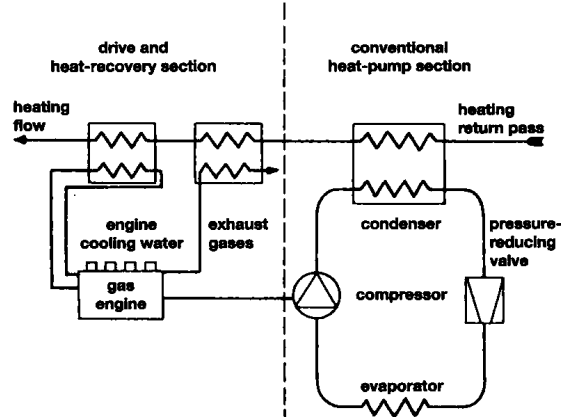 drive and
heat-recovery section
conventional
heat-pump section
heating
flow
heating
return pass
engine
cooling water
exhaust
gases
condenser
pressure-
reducing
valve
gas
engine
compressor
evaporator